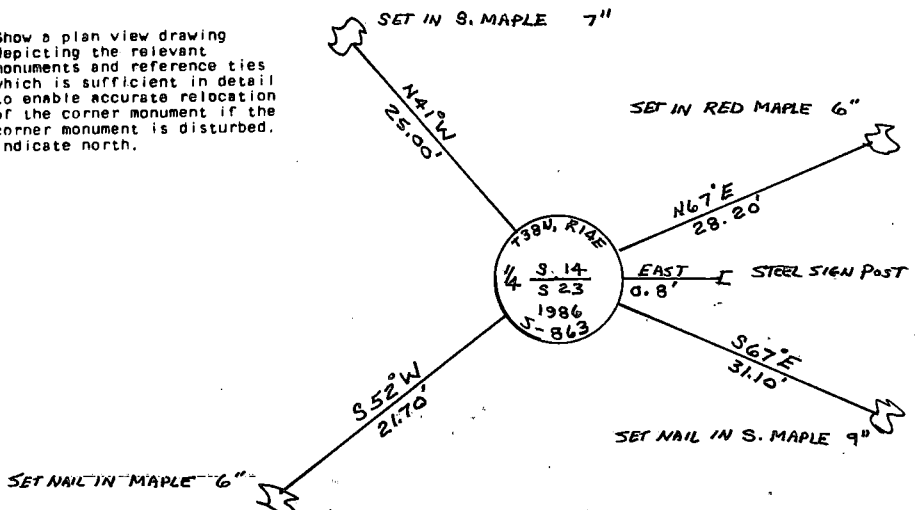 Show a plan view drawing
depicting the relevant
monuments and reference ties
which is sufficient in detail
to enable accurate relocation
of the corner monument if the
corner monument is disturbed.
Indicate north.
SET IN S. MAPLE 7"
N41°W
25.00'
SET IN RED MAPLE 6"
N67°E
28.20'
T38N, R14E
1/4 S.14
S 23
1986
S-863
EAST
0.8'
STEEL SIGN POST
S67°E
31.10'
S52°W
21.70'
SET NAIL IN S. MAPLE 9"
SET NAIL IN MAPLE 6"